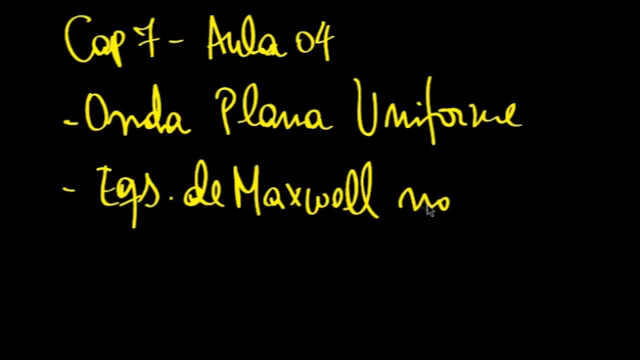 Cap 7 - Aula 04
- Onda Plana Uniforme
- Eqs. de Maxwell no